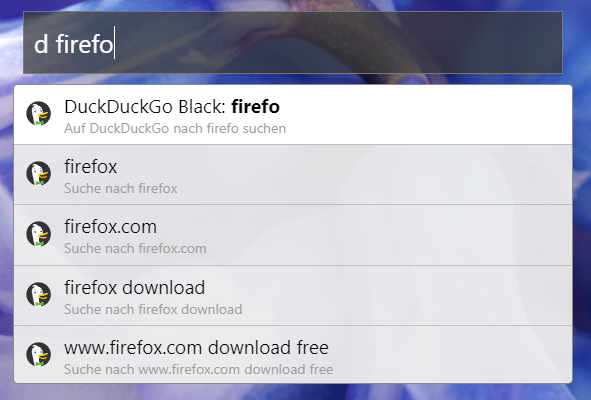 d firefo
DuckDuckGo Black: firefo
Auf DuckDuckGo nach firefo suchen
firefox
Suche nach firefox
firefox.com
Suche nach firefox.com
firefox download
Suche nach firefox download
www.firefox.com download free
Suche nach www.firefox.com download free